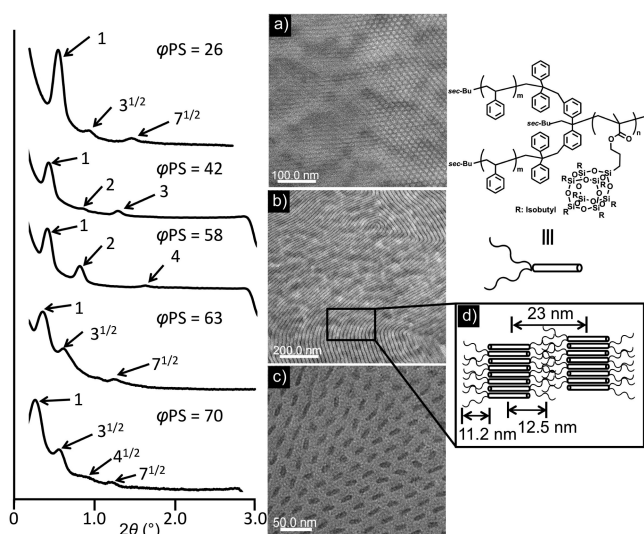 1
φPS = 26
3^1/2
7^1/2
1
φPS = 42
2
3
1
φPS = 58
2
4
1
φPS = 63
3^1/2
7^1/2
1
φPS = 70
3^1/2
4^1/2
7^1/2
0 1.0 2.0 3.0
2θ (°)
a)
100.0 nm
b)
200.0 nm
c)
50.0 nm
sec-Bu
m
sec-Bu
n
sec-Bu
m
O
O
R
R
Si O Si
R: Isobutyl
d)
23 nm
11.2 nm
12.5 nm